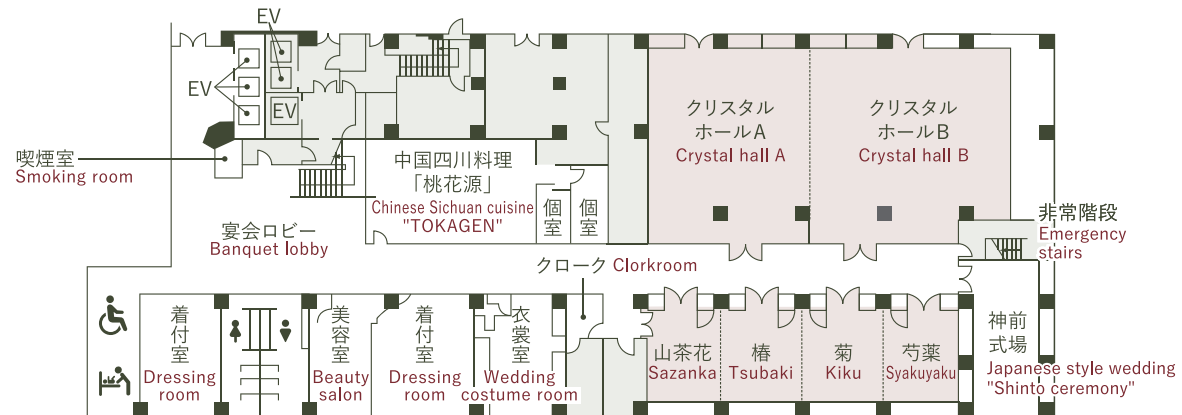 EV
EV
EV
喫煙室
Smoking room
中国四川料理
「桃花源」
Chinese Sichuan cuisine
"TOKAGEN"
個室
個室
クリスタル
ホールA
Crystal hall A
クリスタル
ホールB
Crystal hall B
宴会ロビー
Banquet lobby
非常階段
Emergency
stairs
クローク Clorkroom
着付室
Dressing
room
美容室
Beauty
salon
着付室
Dressing
room
衣裳室
Wedding
costume room
山茶花
Sazanka
椿
Tsubaki
菊
Kiku
芍薬
Syakuyaku
神前
式場
Japanese style wedding
"Shinto ceremony"